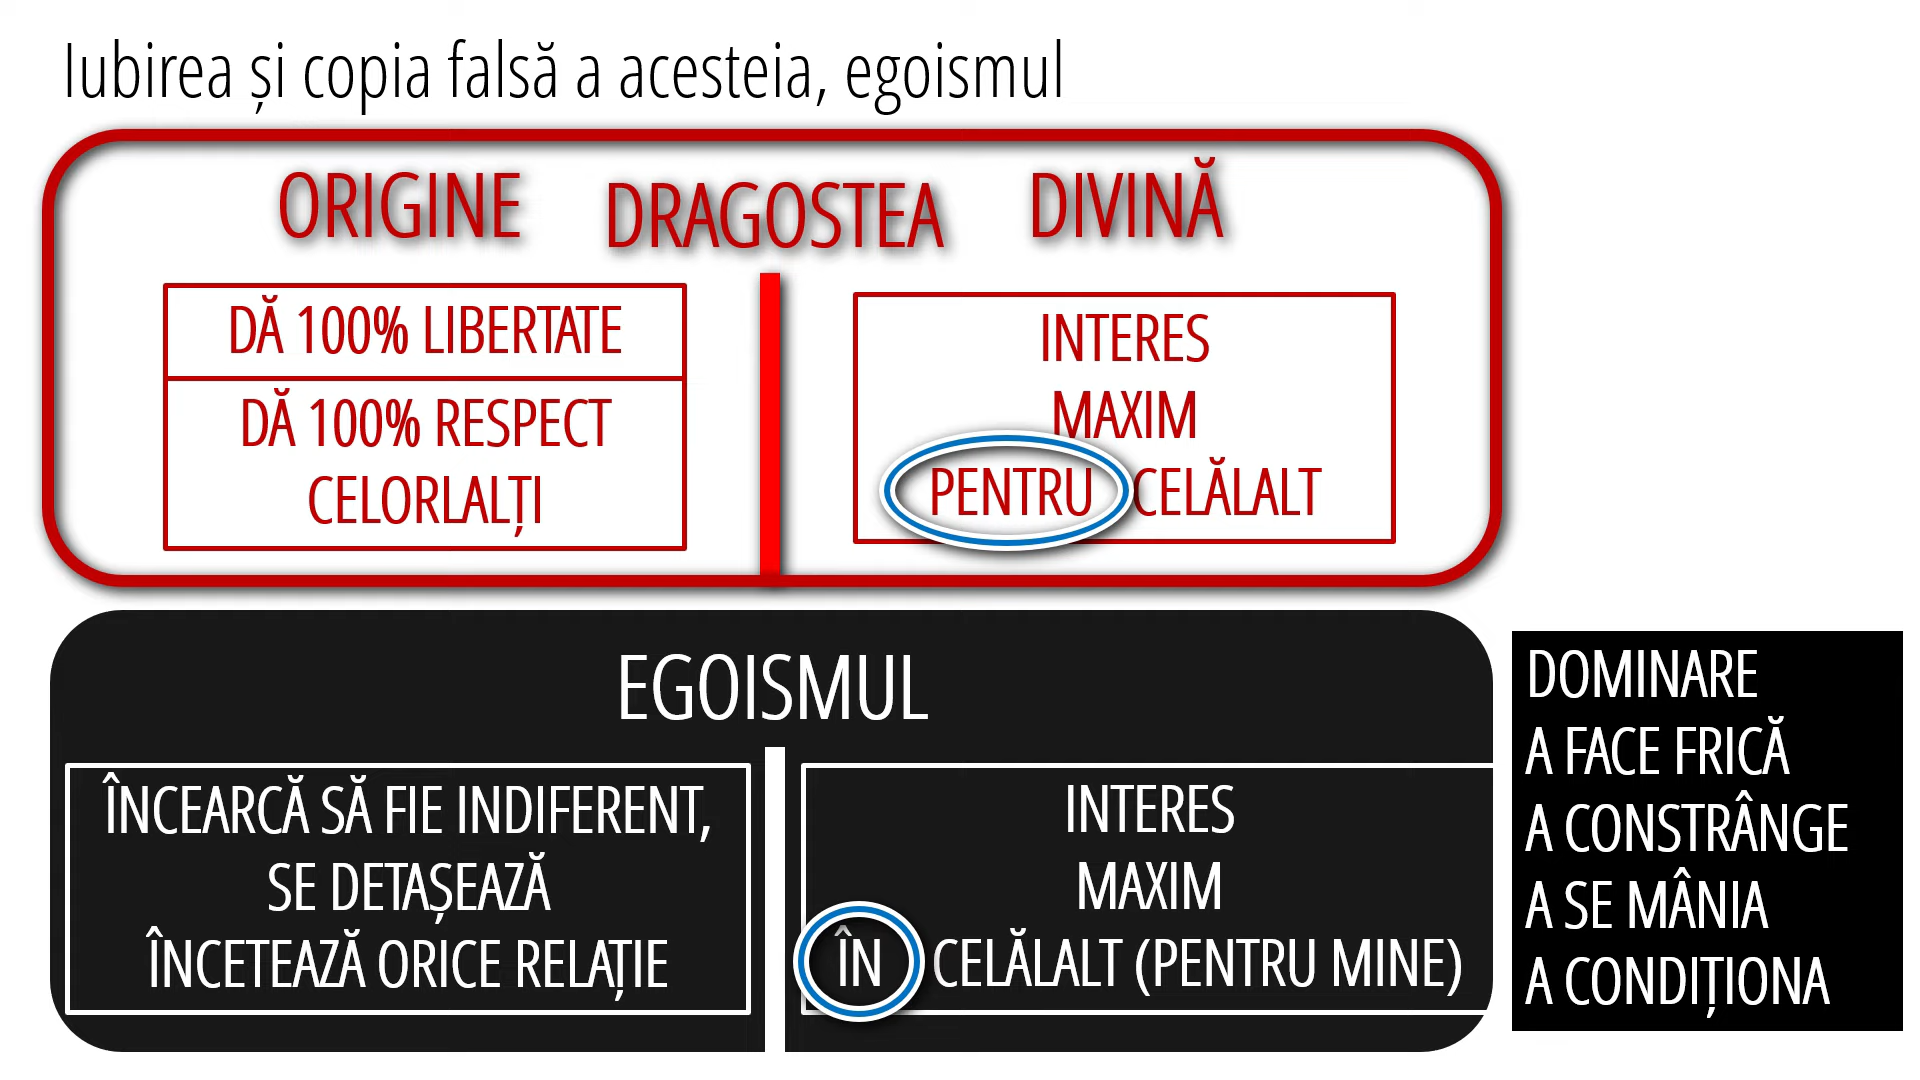 Iubirea și copia falsă a acesteia, egoismul
ORIGINE DRAGOSTEA DIVINĂ
DĂ 100% LIBERTATE
DĂ 100% RESPECT
CELORLALȚI
INTERES
MAXIM
PENTRU CELĂLALT
EGOISMUL
ÎNCEARCĂ SĂ FIE INDIFERENT,
SE DETAȘEAZĂ
ÎNCETEAZĂ ORICE RELAȚIE
INTERES
MAXIM
ÎN CELĂLALT (PENTRU MINE)
DOMINARE
A FACE FRICĂ
A CONSTRÂNGE
A SE MÂNIA
A CONDIȚIONA